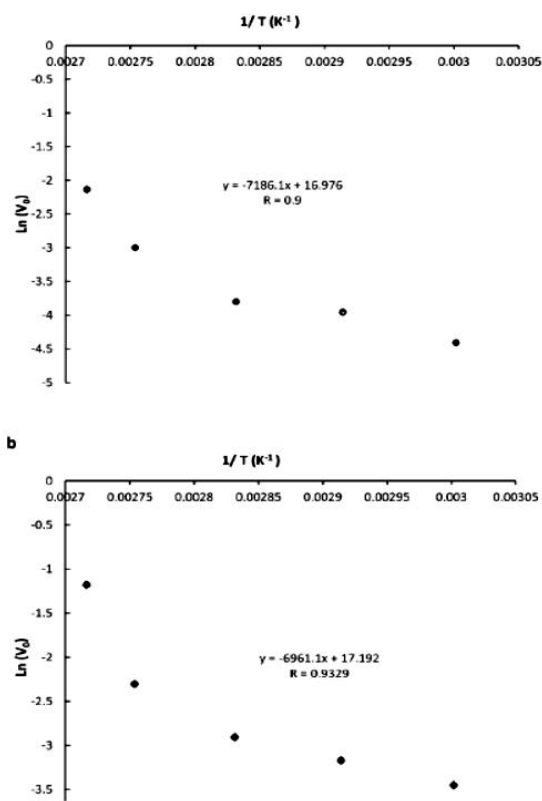 1/ T (K⁻¹)
0
0.0027 0.00275 0.0028 0.00285 0.0029 0.00295 0.003 0.00305
-0.5
-1
-1.5
-2
y = -7186.1x + 16.976
R = 0.9
-2.5
Ln (V₀)
-3
-3.5
-4
-4.5
-5
b
1/ T (K⁻¹)
0
0.0027 0.00275 0.0028 0.00285 0.0029 0.00295 0.003 0.00305
-0.5
-1
-1.5
-2
y = -6961.1x + 17.192
R = 0.9329
Ln (V₀)
-2.5
-3
-3.5